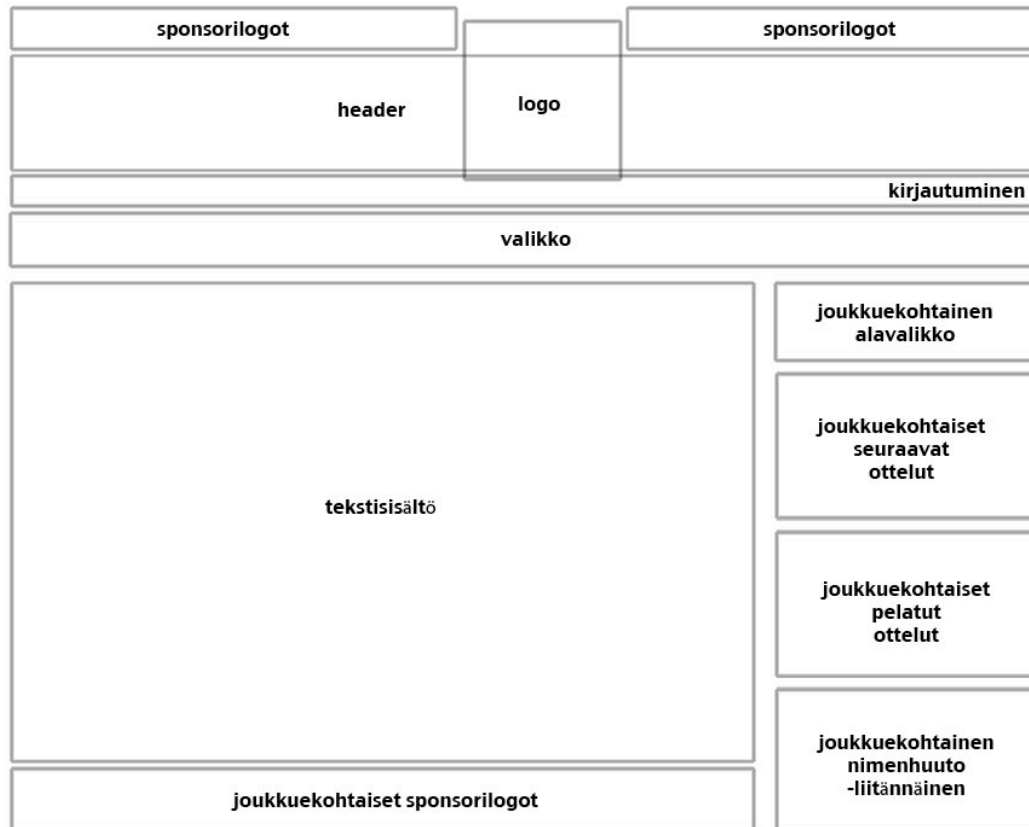 sponsorilogot
sponsorilogot
header
logo
kirjautuminen
valikko
tekstisisältö
joukkuekohtaiset sponsorilogot
joukkuekohtainen
alavalikko
joukkuekohtaiset
seuraavat
ottelut
joukkuekohtaiset
pelatut
ottelut
joukkuekohtainen
nimenhuuto
-liitännäinen